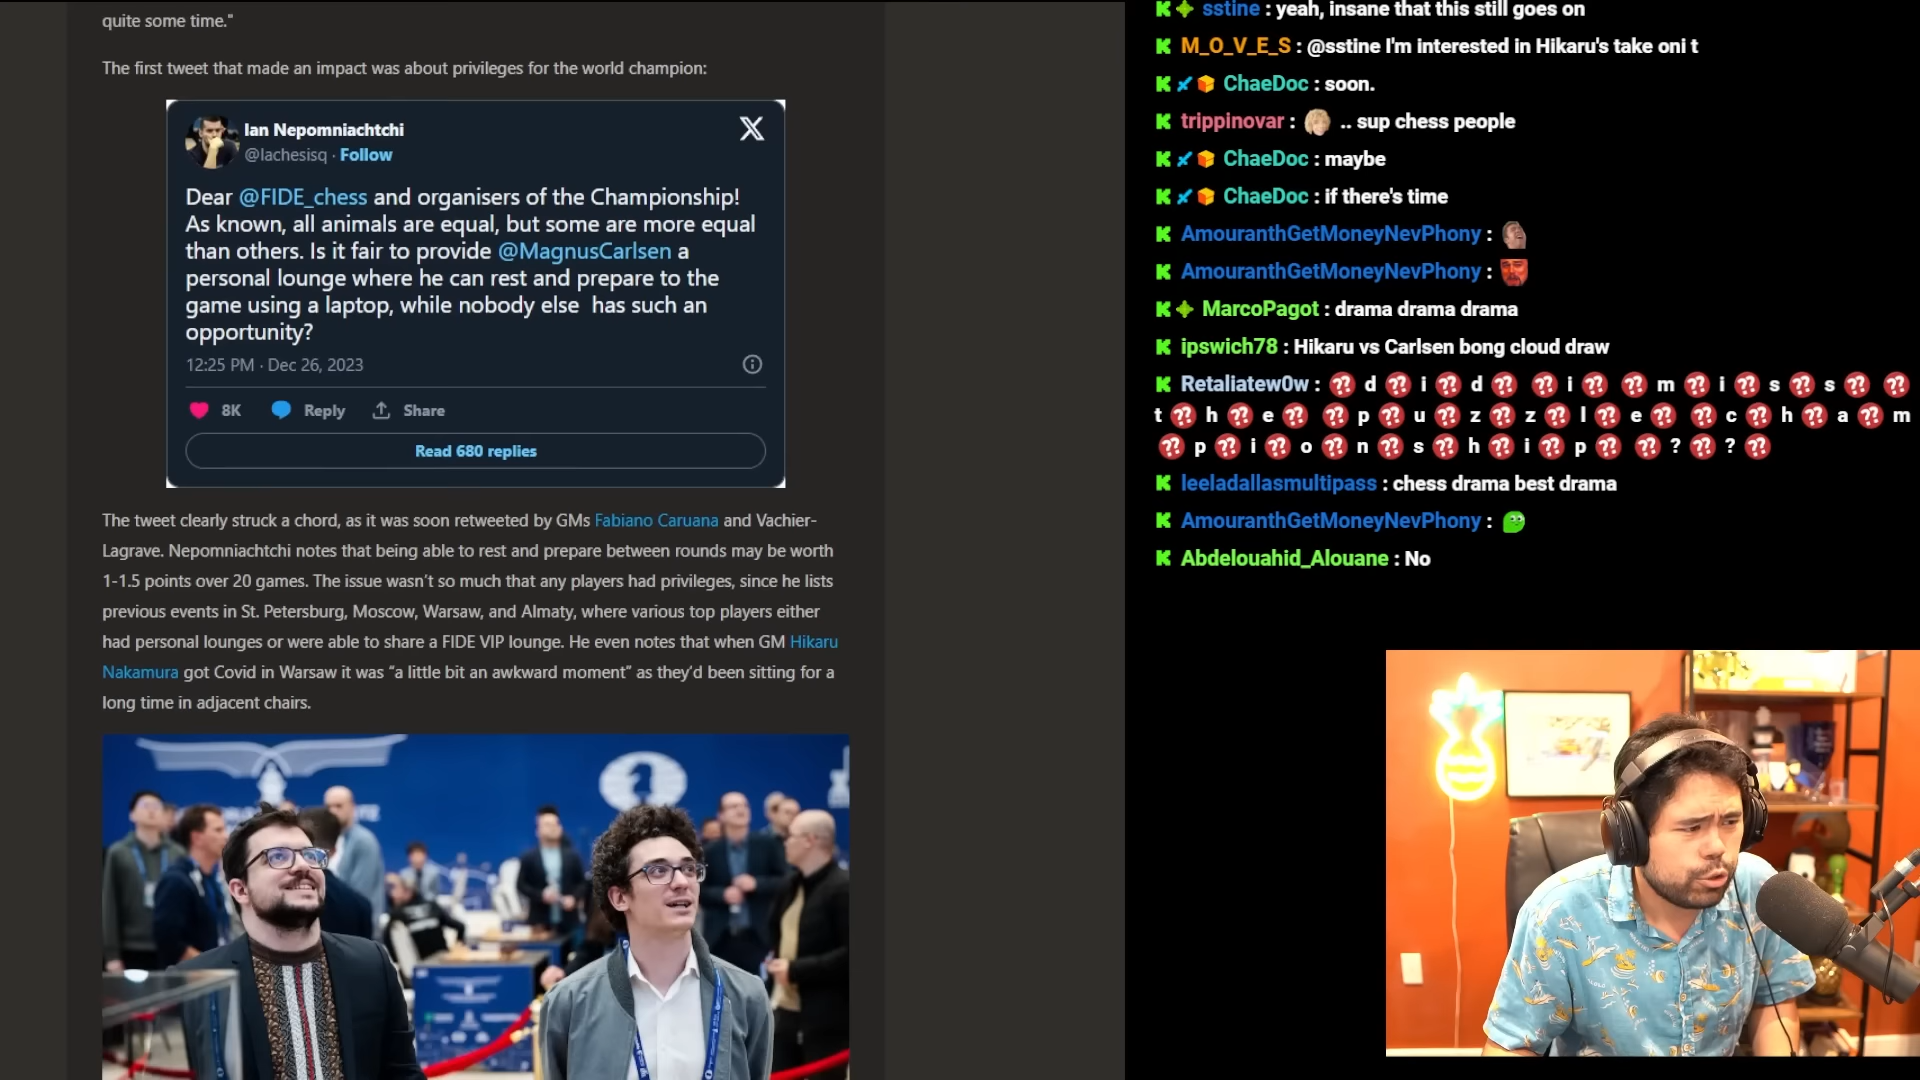 quite some time."
The first tweet that made an impact was about privileges for the world champion:
Ian Nepomniachtchi
@lachesisq · Follow
Dear @FIDE_chess and organisers of the Championship!
As known, all animals are equal, but some are more equal
than others. Is it fair to provide @MagnusCarlsen a
personal lounge where he can rest and prepare to the
game using a laptop, while nobody else has such an
opportunity?
12:25 PM · Dec 26, 2023
8K Reply Share
Read 680 replies
The tweet clearly struck a chord, as it was soon retweeted by GMs Fabiano Caruana and Vachier-
Lagrave. Nepomniachtchi notes that being able to rest and prepare between rounds may be worth
1-1.5 points over 20 games. The issue wasn't so much that any players had privileges, since he lists
previous events in St. Petersburg, Moscow, Warsaw, and Almaty, where various top players either
had personal lounges or were able to share a FIDE VIP lounge. He even notes that when GM Hikaru
Nakamura got Covid in Warsaw it was "a little bit an awkward moment" as they'd been sitting for a
long time in adjacent chairs.
sstine : yeah, insane that this still goes on
M_O_V_E_S : @sstine I'm interested in Hikaru's take oni t
ChaeDoc : soon.
trippinovar : .. sup chess people
ChaeDoc : maybe
ChaeDoc : if there's time
AmouranthGetMoneyNevPhony :
AmouranthGetMoneyNevPhony :
MarcoPagot : drama drama drama
ipswich78 : Hikaru vs Carlsen bong cloud draw
Retaliatew0w : ?? d ?? i ?? d ?? ?? i ?? ?? m ?? i ?? s ?? s ?? ??
t ?? h ?? e ?? ?? p ?? u ?? z ?? z ?? l ?? e ?? ?? c ?? h ?? a ?? m
?? p ?? i ?? o ?? n ?? s ?? h ?? i ?? p ?? ?? ? ?? ? ??
leeladallasmultipass : chess drama best drama
AmouranthGetMoneyNevPhony :
Abdelouahid_Alouane : No